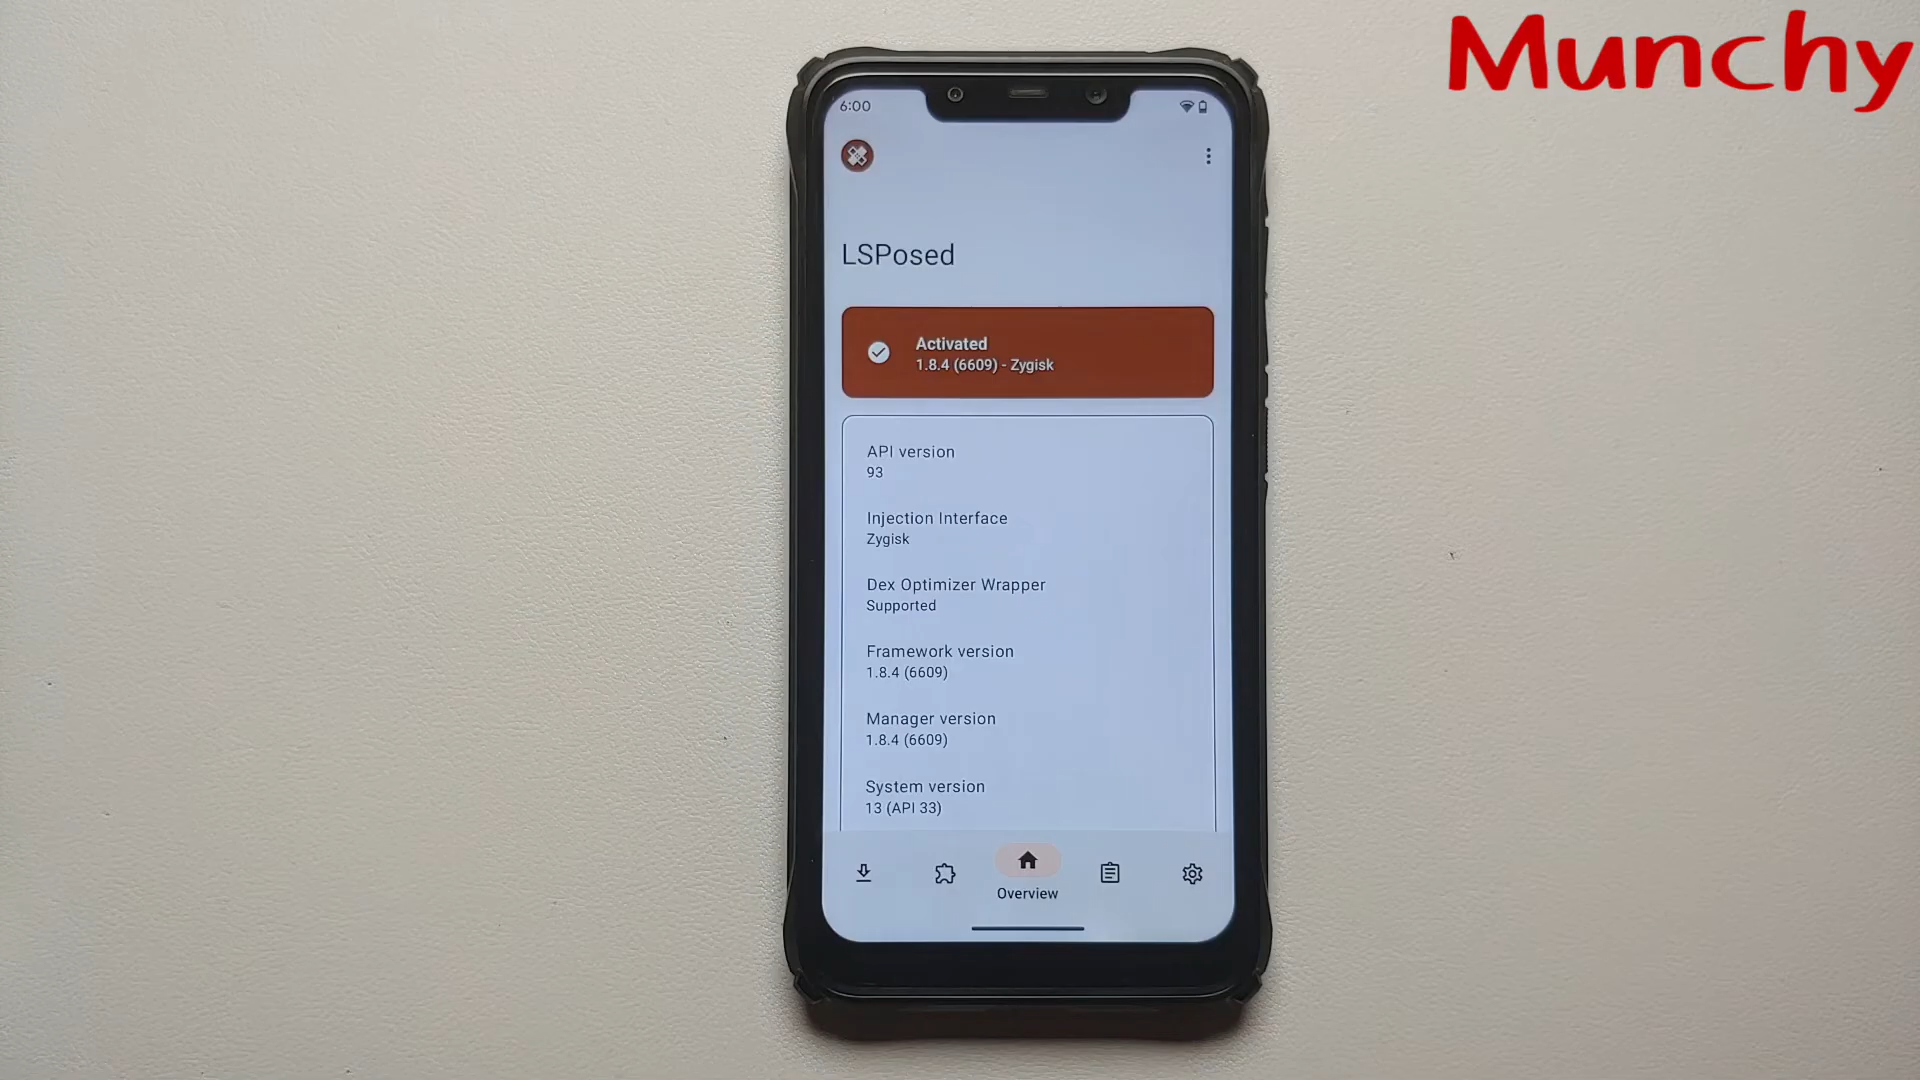 Munchy
6:00
LSPosed
Activated
1.8.4 (6609) - Zygisk
API version
93
Injection Interface
Zygisk
Dex Optimizer Wrapper
Supported
Framework version
1.8.4 (6609)
Manager version
1.8.4 (6609)
System version
13 (API 33)
Overview